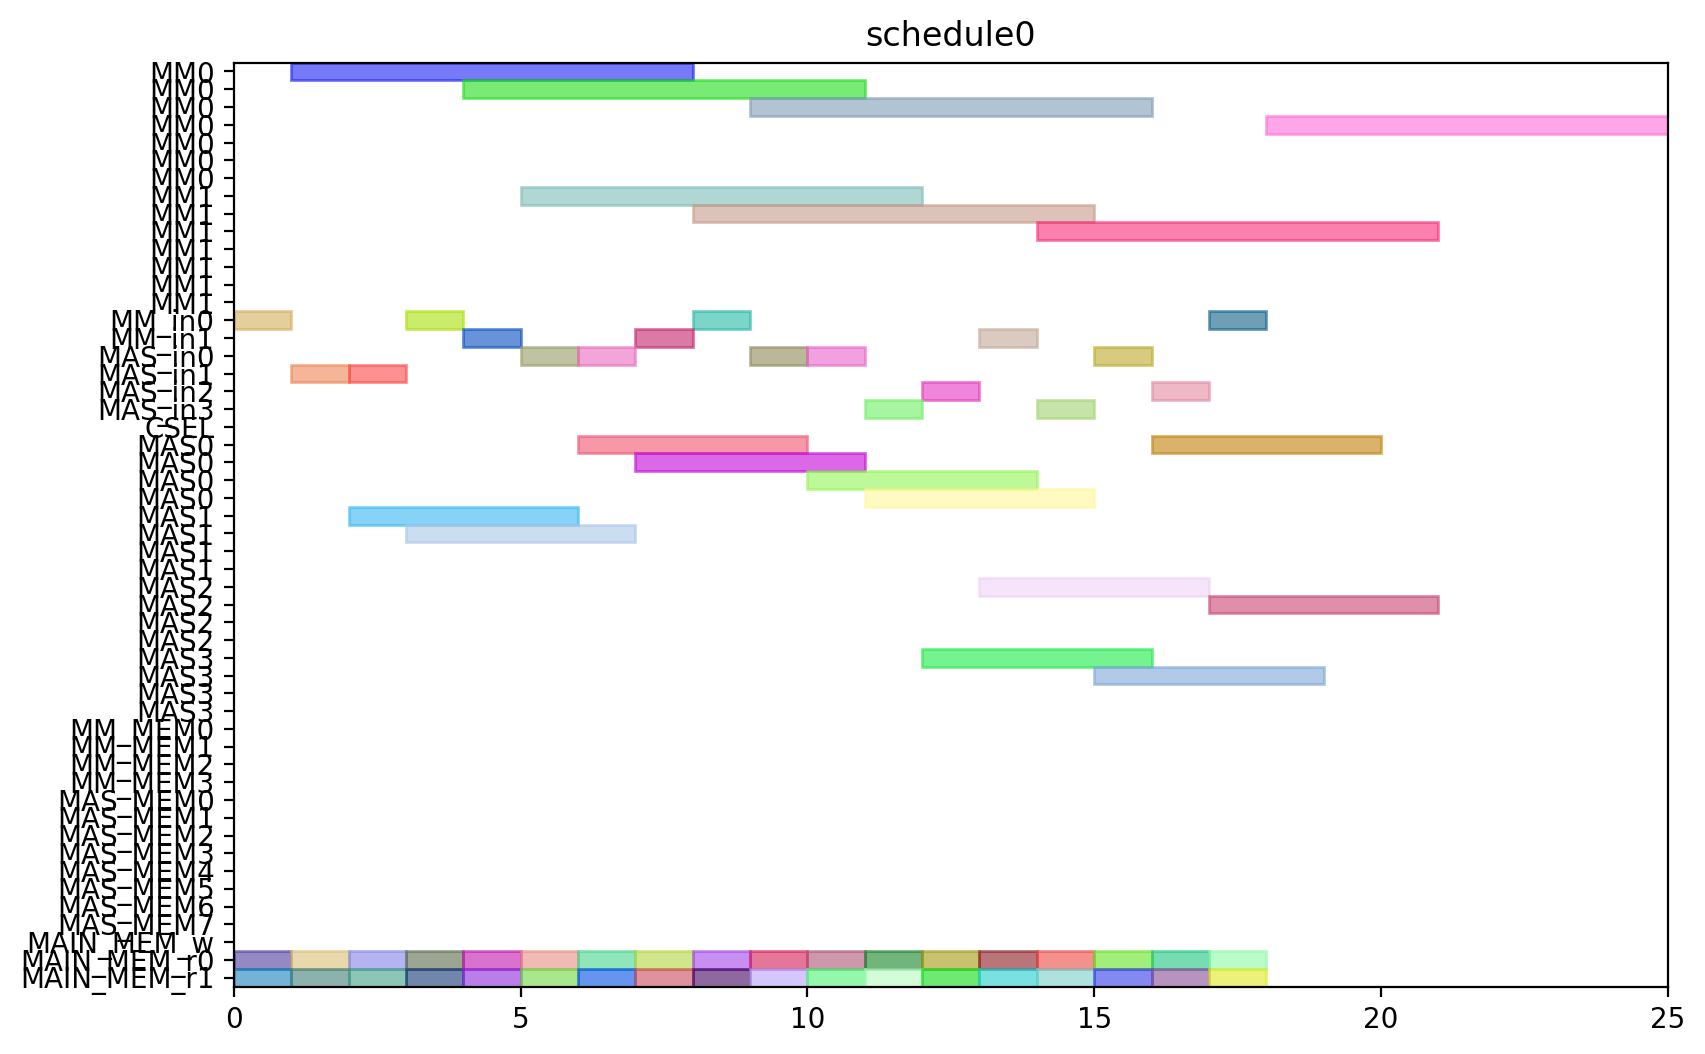 schedule0
MM0
MM0
MM0
MM0
MM0
MM0
MM0
MM1
MM1
MM1
MM1
MM1
MM1
MM1
MM_in0
MM_in1
MAS_in0
MAS_in1
MAS_in2
MAS_in3
CSEL
MAS0
MAS0
MAS0
MAS0
MAS1
MAS1
MAS1
MAS1
MAS2
MAS2
MAS2
MAS2
MAS3
MAS3
MAS3
MAS3
MM_MEM0
MM_MEM1
MM_MEM2
MM_MEM3
MAS_MEM0
MAS_MEM1
MAS_MEM2
MAS_MEM3
MAS_MEM4
MAS_MEM5
MAS_MEM6
MAS_MEM7
MAIN_MEM_w
MAIN_MEM_r0
MAIN_MEM_r1
0 5 10 15 20 25